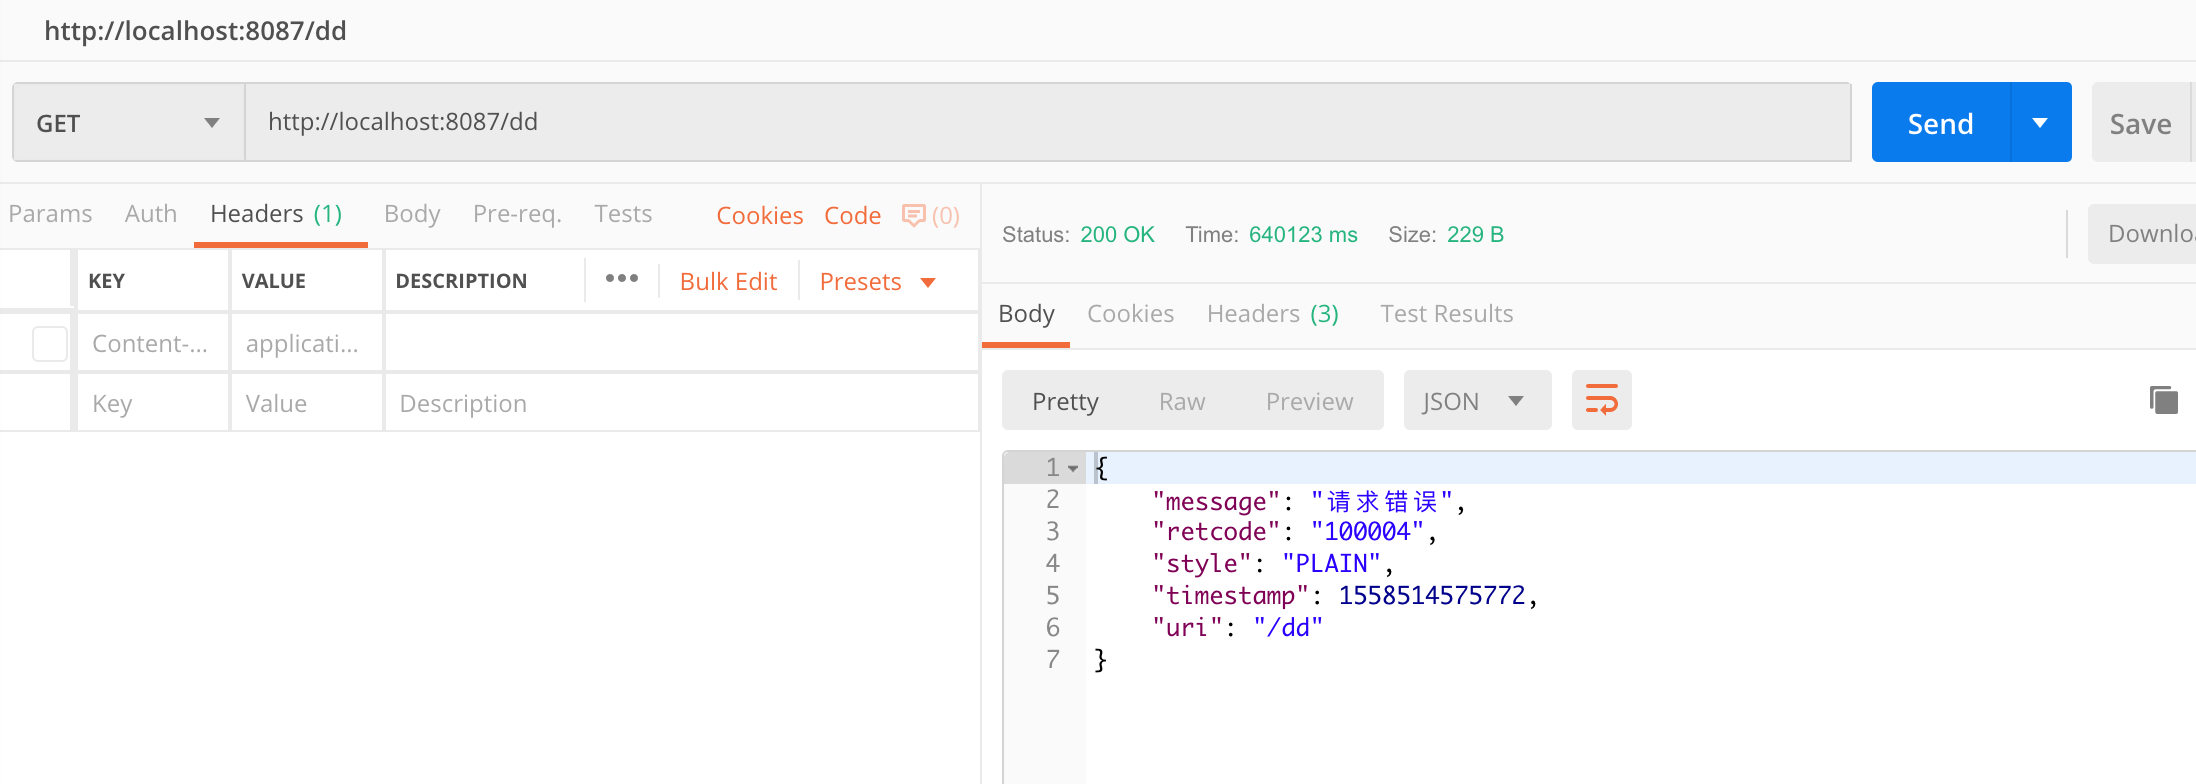 http://localhost:8087/dd
GET http://localhost:8087/dd Send Save
Params Auth Headers (1) Body Pre-req. Tests Cookies Code (0)
KEY VALUE DESCRIPTION ••• Bulk Edit Presets
Content-... applicati...
Key Value Description
Status: 200 OK Time: 640123 ms Size: 229 B Downlo
Body Cookies Headers (3) Test Results
Pretty Raw Preview JSON
1 {
2 "message": "请求错误",
3 "retcode": "100004",
4 "style": "PLAIN",
5 "timestamp": 1558514575772,
6 "uri": "/dd"
7 }